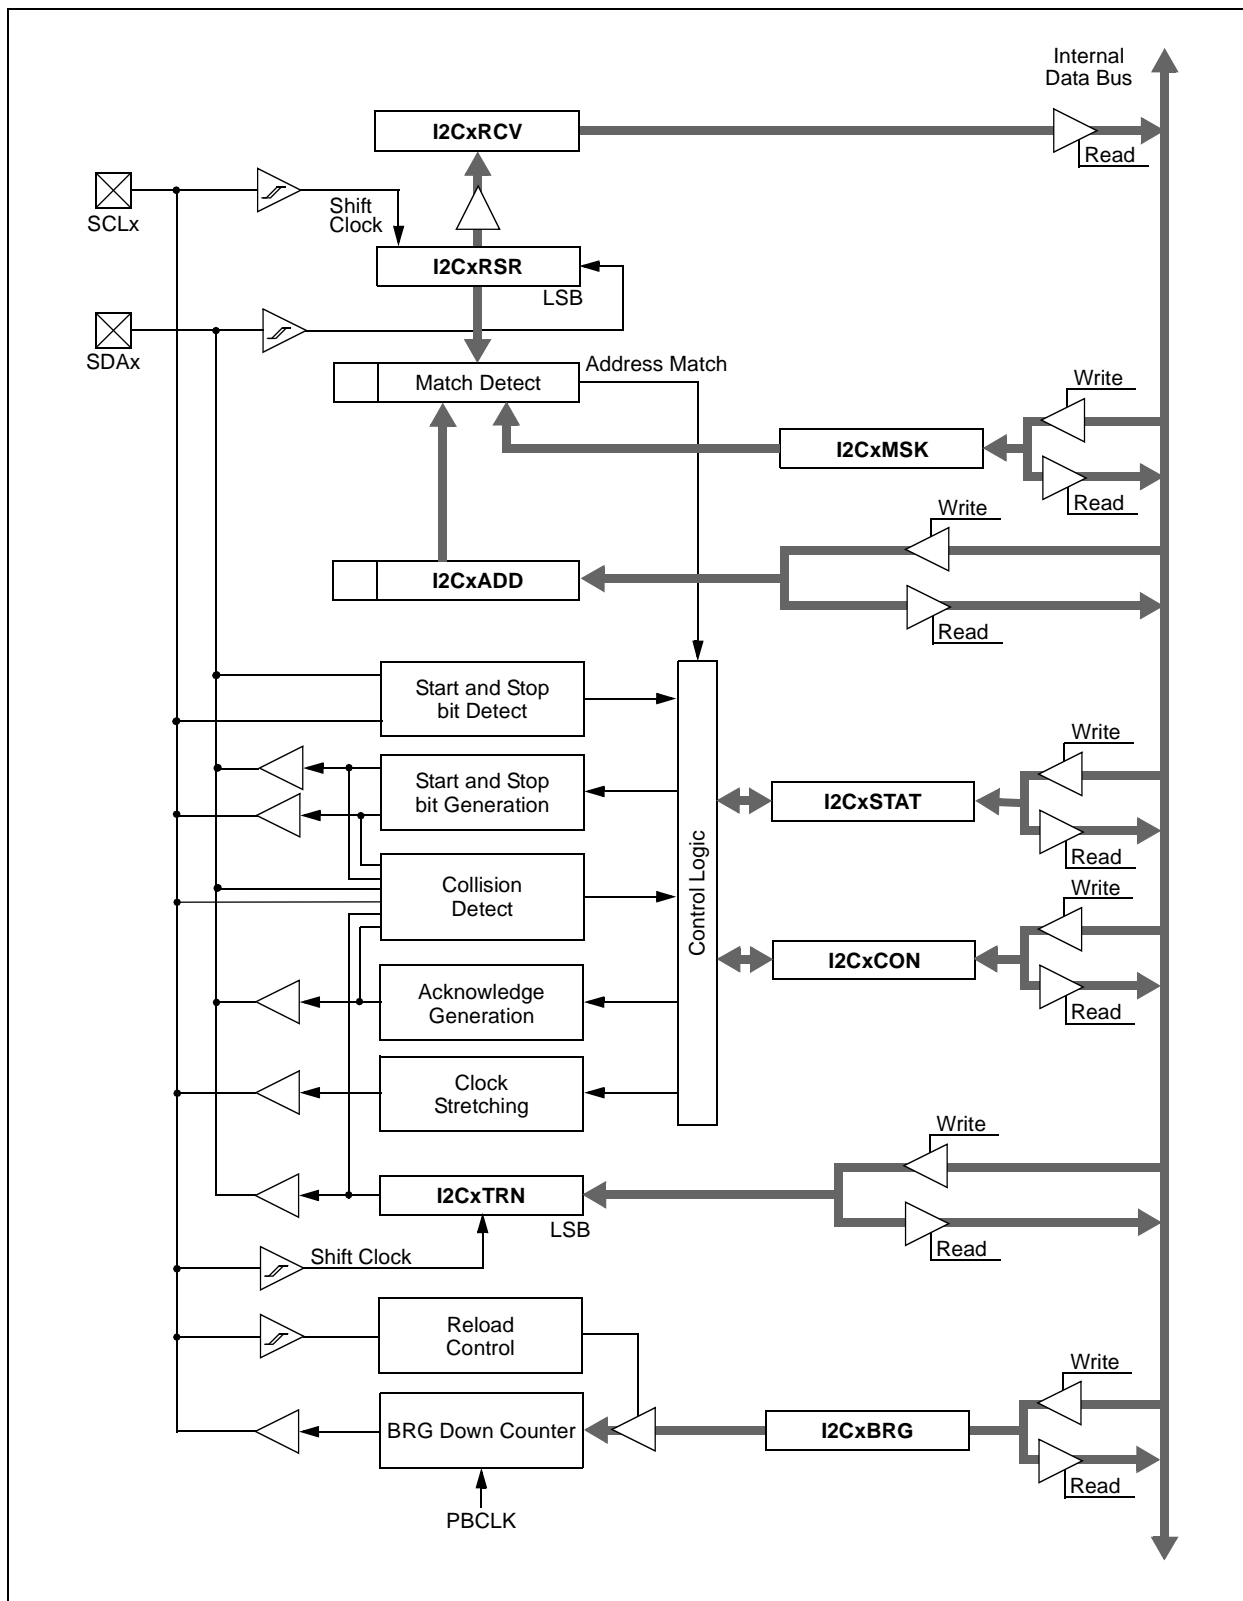 Internal
Data Bus
I2CxRCV
Read
SCLx
Shift
Clock
I2CxRSR
LSB
SDAx
Address Match
Match Detect
Write
I2CxMSK
Read
Write
I2CxADD
Read
Start and Stop
bit Detect
Write
Start and Stop
bit Generation
I2CxSTAT
Read
Control Logic
Collision
Detect
Write
I2CxCON
Acknowledge
Generation
Read
Clock
Stretching
Write
I2CxTRN
LSB
Read
Shift Clock
Reload
Control
Write
BRG Down Counter
I2CxBRG
Read
PBCLK